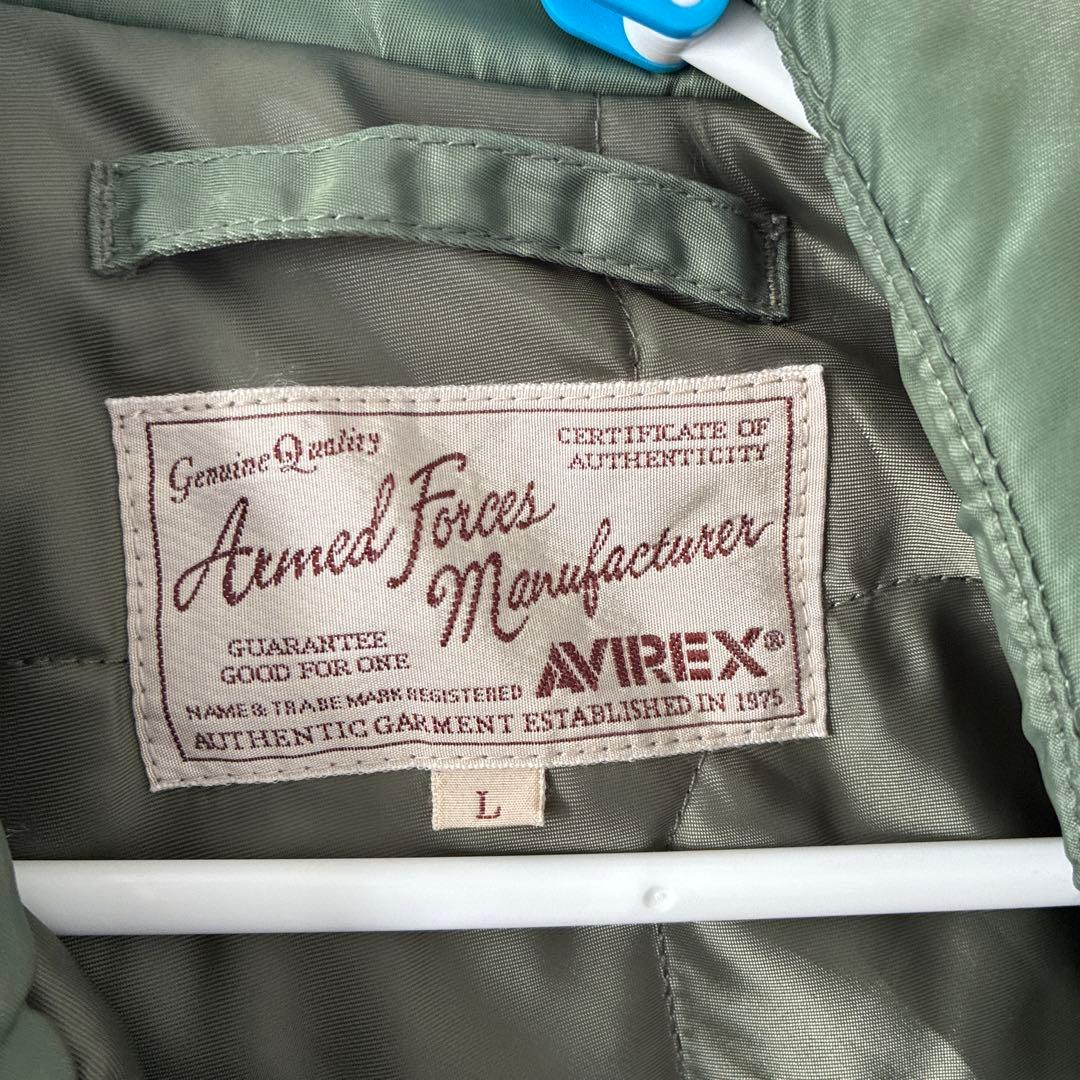 Genuine Quality
CERTIFICATE OF
AUTHENTICITY
Armed Forces
Manufacturer
GUARANTEE
GOOD FOR ONE
AVIREX®
NAME & TRADE MARK REGISTERED
AUTHENTIC GARMENT ESTABLISHED IN 1975
L